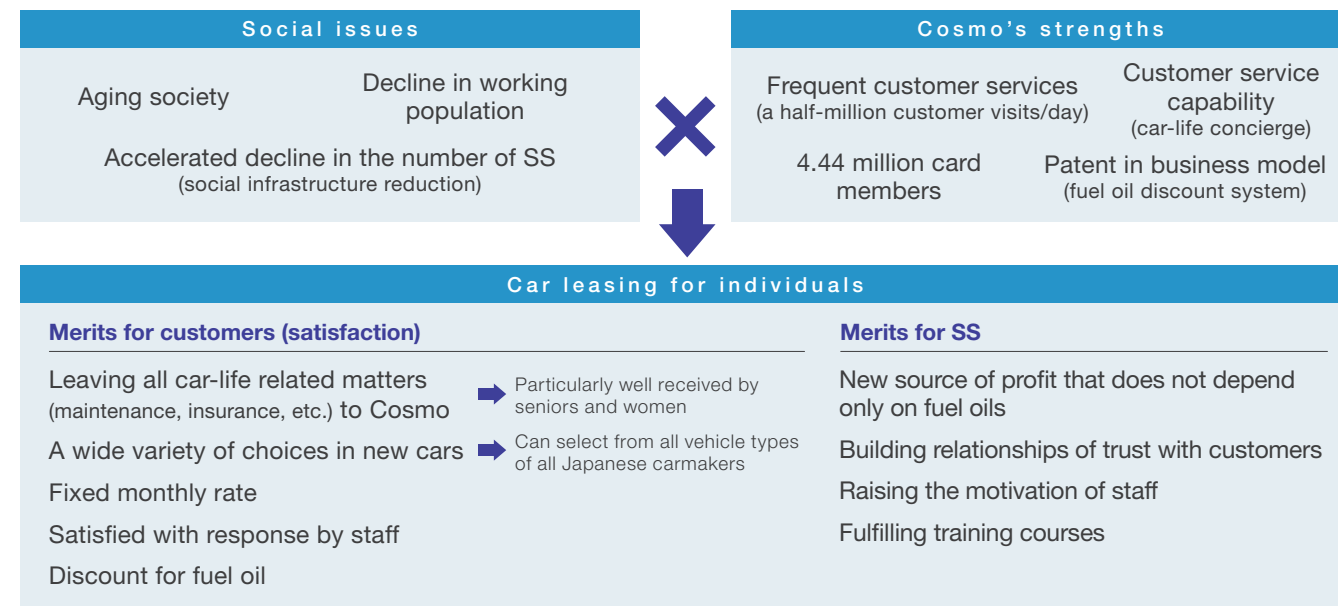 Social issues
Aging society
Decline in working
population
Accelerated decline in the number of SS
(social infrastructure reduction)
Cosmo's strengths
Frequent customer services
(a half-million customer visits/day)
Customer service
capability
(car-life concierge)
4.44 million card
members
Patent in business model
(fuel oil discount system)
Car leasing for individuals
Merits for customers (satisfaction)
Leaving all car-life related matters
(maintenance, insurance, etc.) to Cosmo
Particularly well received by
seniors and women
A wide variety of choices in new cars
Can select from all vehicle types
of all Japanese carmakers
Fixed monthly rate
Satisfied with response by staff
Discount for fuel oil
Merits for SS
New source of profit that does not depend
only on fuel oils
Building relationships of trust with customers
Raising the motivation of staff
Fulfilling training courses